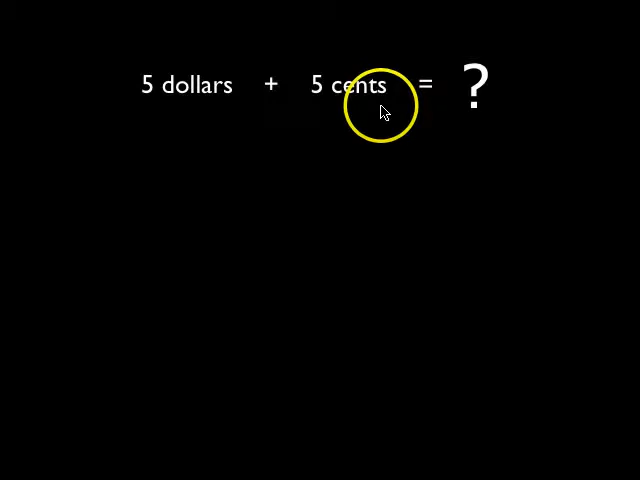 5 dollars + 5 cents = ?